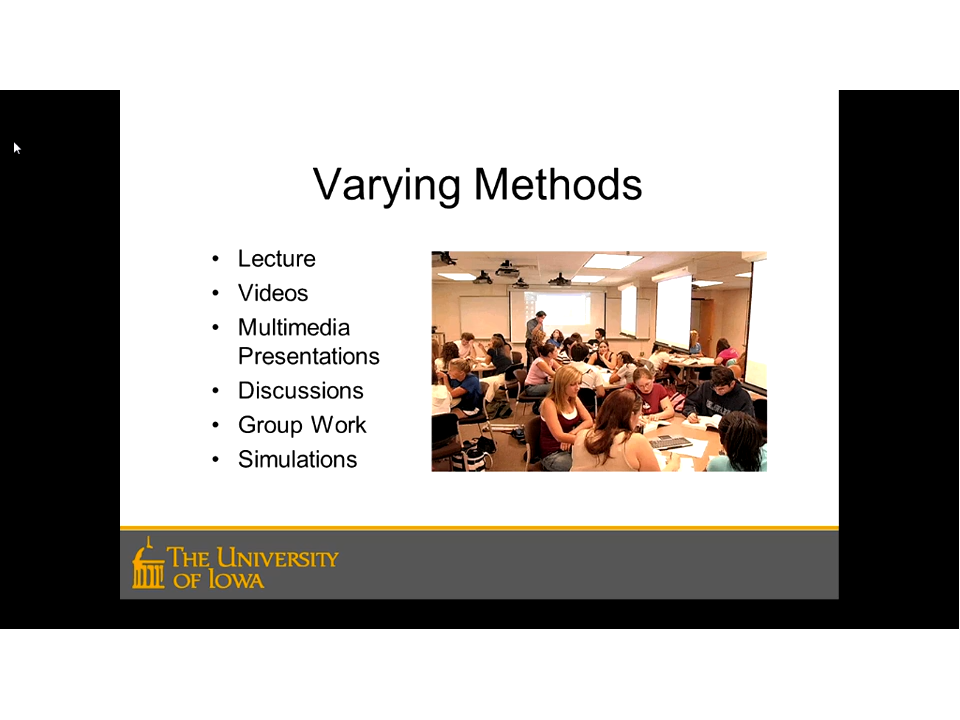 Varying Methods
• Lecture
• Videos
• Multimedia
Presentations
• Discussions
• Group Work
• Simulations
THE UNIVERSITY
OF IOWA